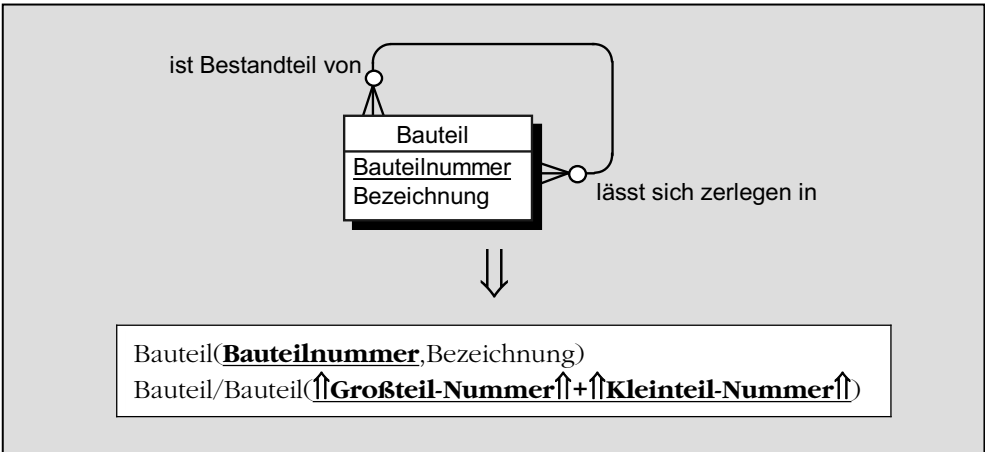 ist Bestandteil von
Bauteil
Bauteilnummer
Bezeichnung
lässt sich zerlegen in
⇓
Bauteil(Bauteilnummer,Bezeichnung)
Bauteil/Bauteil(⇑Großteil-Nummer⇑+⇑Kleinteil-Nummer⇑)